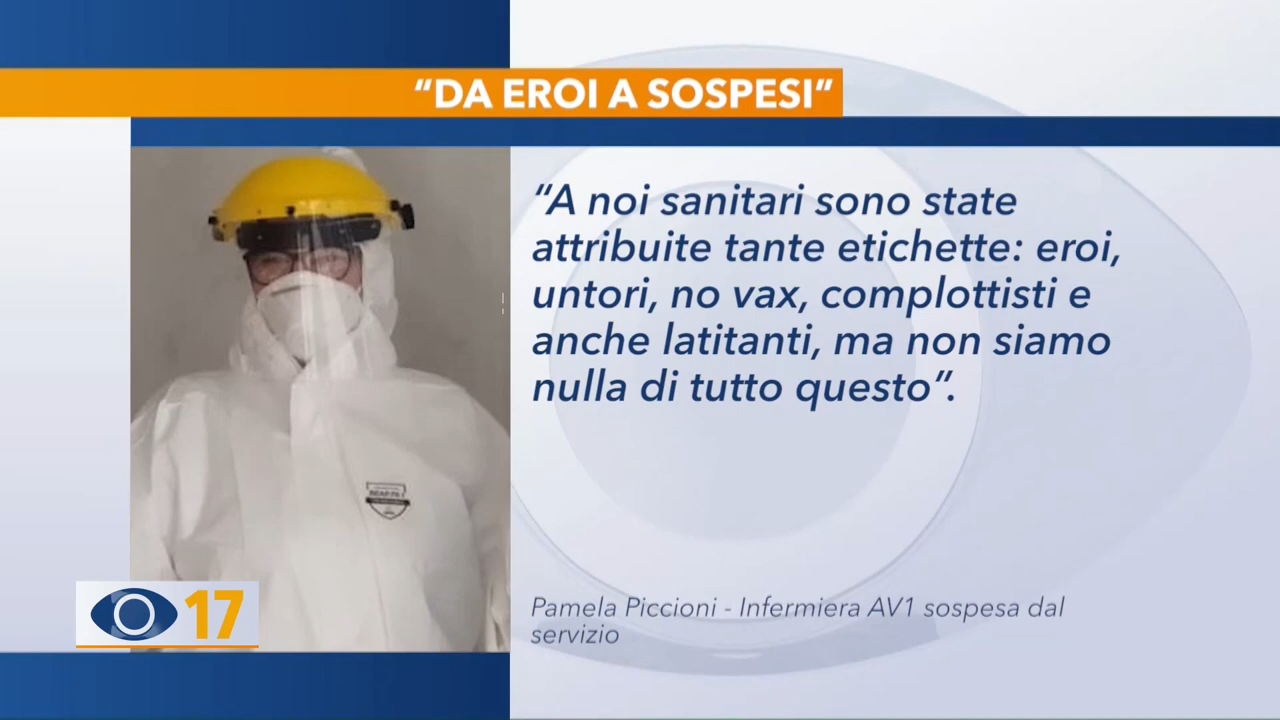 “DA EROI A SOSPESI”
“A noi sanitari sono state
attribuite tante etichette: eroi,
untori, no vax, complottisti e
anche latitanti, ma non siamo
nulla di tutto questo”.
Pamela Piccioni - Infermiera AV1 sospesa dal
servizio
17